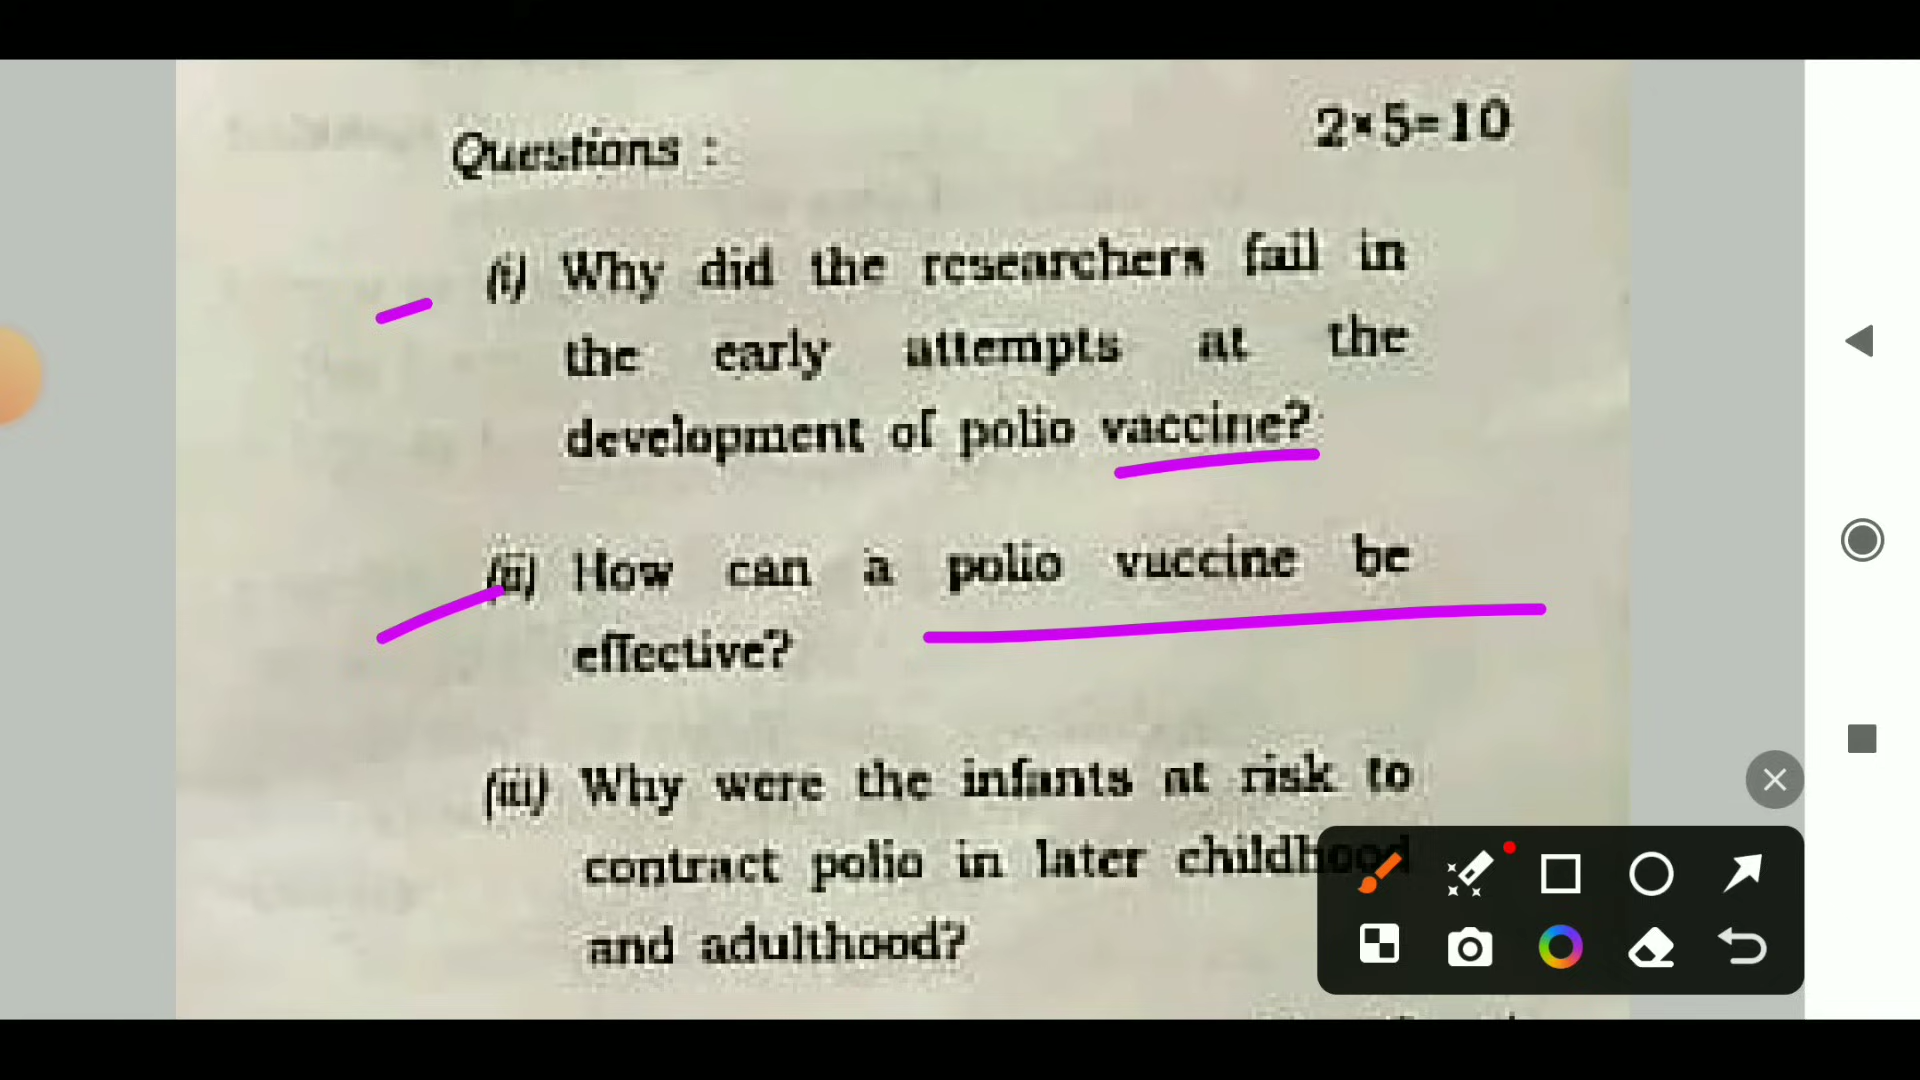 2×5=10
Questions :
(i) Why did the researchers fail in
the early attempts at the
development of polio vaccine?
(ii) How can a polio vaccine be
effective?
(iii) Why were the infants at risk to
contract polio in later childhood
and adulthood?